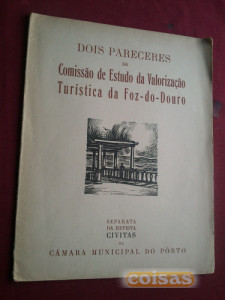 DOIS PARECERES
DA
Comissão de Estudo da Valorização
Turística da Foz-do-Douro
SEPARATA
DA REVISTA
CIVITAS
DA
CÂMARA MUNICIPAL DO PÔRTO
coisas